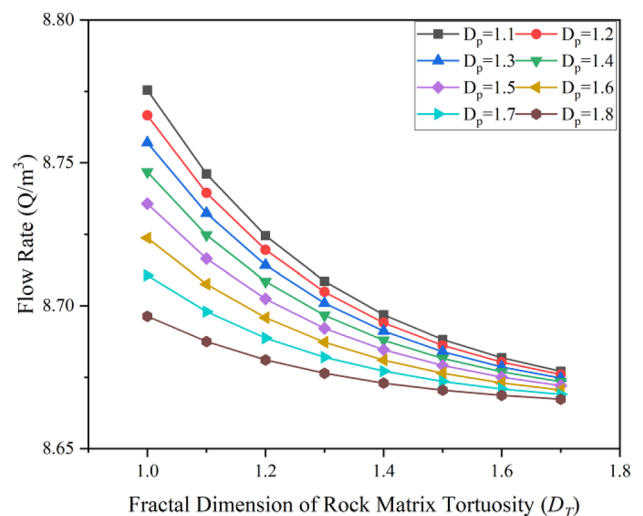 8.80
8.75
8.70
8.65
Flow Rate (Q/m³)
D_p=1.1 D_p=1.2
D_p=1.3 D_p=1.4
D_p=1.5 D_p=1.6
D_p=1.7 D_p=1.8
1.0 1.2 1.4 1.6 1.8
Fractal Dimension of Rock Matrix Tortuosity (D_T)